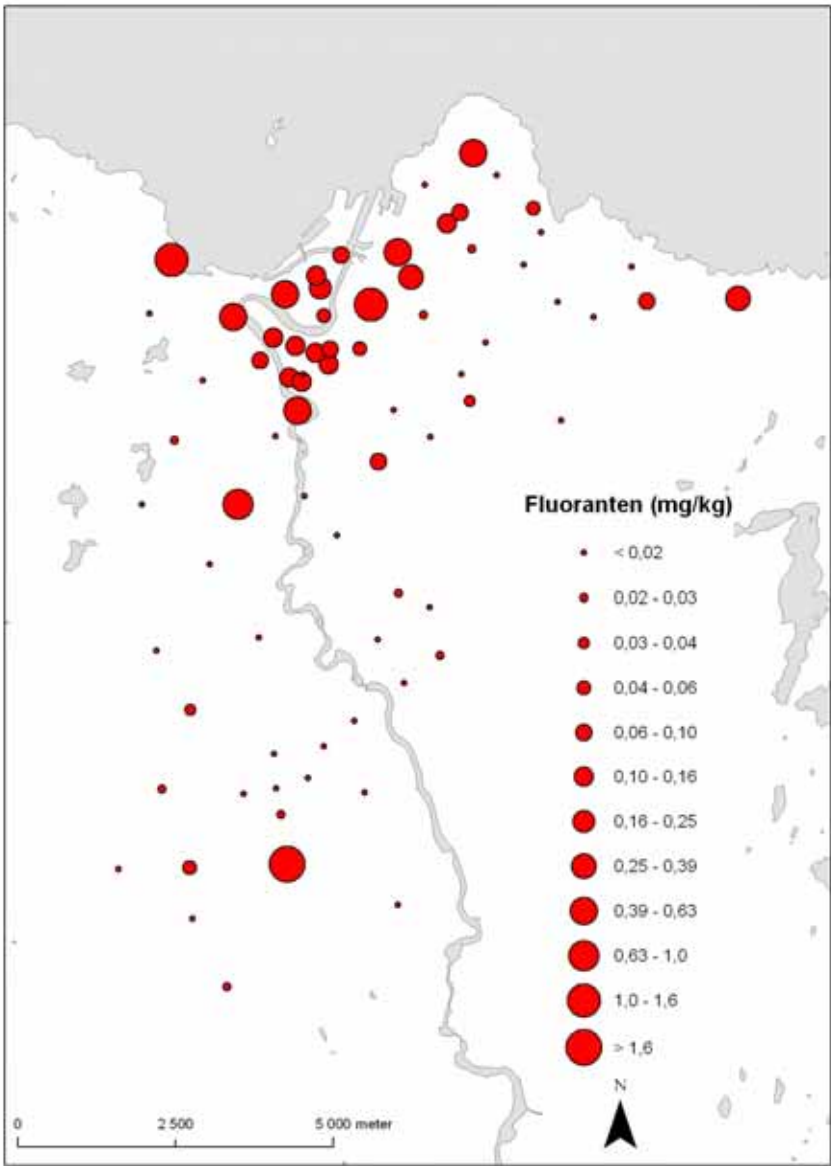 Fluoranten (mg/kg)
< 0,02
0,02 - 0,03
0,03 - 0,04
0,04 - 0,06
0,06 - 0,10
0,10 - 0,16
0,16 - 0,25
0,25 - 0,39
0,39 - 0,63
0,63 - 1,0
1,0 - 1,6
> 1,6
N
0 2 500 5 000 meter